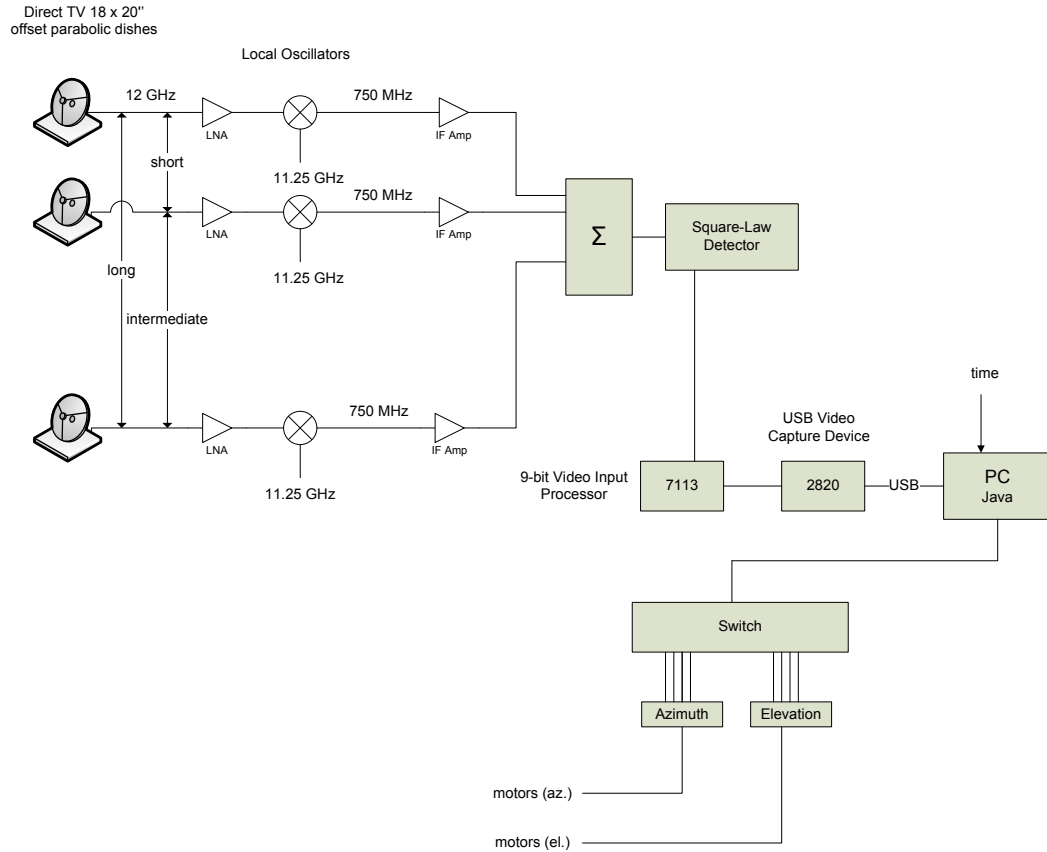 Direct TV 18 x 20"
offset parabolic dishes
Local Oscillators
12 GHz
LNA
750 MHz
IF Amp
short
11.25 GHz
LNA
750 MHz
IF Amp
11.25 GHz
Σ
Square-Law
Detector
long
intermediate
LNA
750 MHz
IF Amp
11.25 GHz
time
USB Video
Capture Device
9-bit Video Input
Processor
7113
2820
USB
PC
Java
Switch
Azimuth
Elevation
motors (az.)
motors (el.)